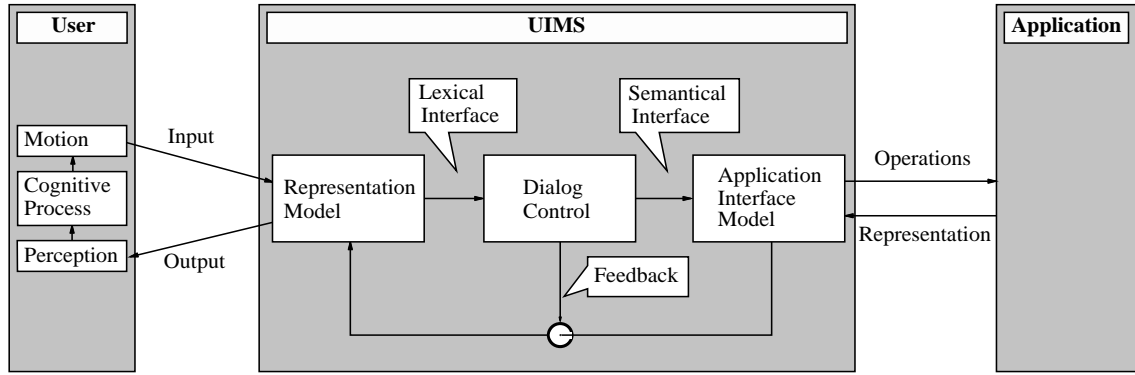 User
UIMS
Application
Lexical
Interface
Semantical
Interface
Motion
Input
Operations
Cognitive
Process
Representation
Model
Dialog
Control
Application
Interface
Model
Perception
Output
Representation
Feedback